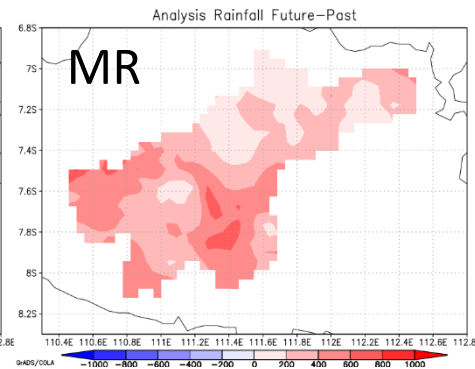 Analysis Rainfall Future-Past
MR
6.8S
7S
7.2S
7.4S
7.6S
7.8S
8S
8.2S
2.8E 110.4E 110.6E 110.8E 111E 111.2E 111.4E 111.6E 111.8E 112E 112.2E 112.4E 112.6E 112.8
GrADS/COLA -1000 -800 -600 -400 -200 0 200 400 600 800 1000